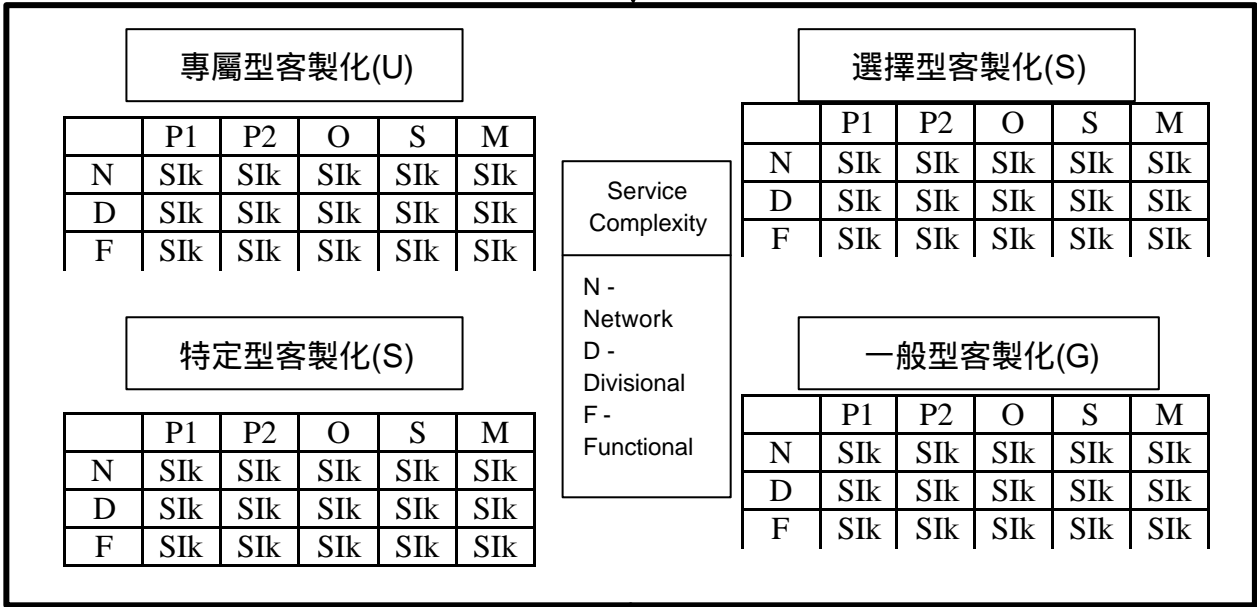 專屬型客製化(U)
P1 P2 O S M
N SIk SIk SIk SIk SIk
D SIk SIk SIk SIk SIk
F SIk SIk SIk SIk SIk
特定型客製化(S)
P1 P2 O S M
N SIk SIk SIk SIk SIk
D SIk SIk SIk SIk SIk
F SIk SIk SIk SIk SIk
Service
Complexity
N -
Network
D -
Divisional
F -
Functional
選擇型客製化(S)
P1 P2 O S M
N SIk SIk SIk SIk SIk
D SIk SIk SIk SIk SIk
F SIk SIk SIk SIk SIk
一般型客製化(G)
P1 P2 O S M
N SIk SIk SIk SIk SIk
D SIk SIk SIk SIk SIk
F SIk SIk SIk SIk SIk